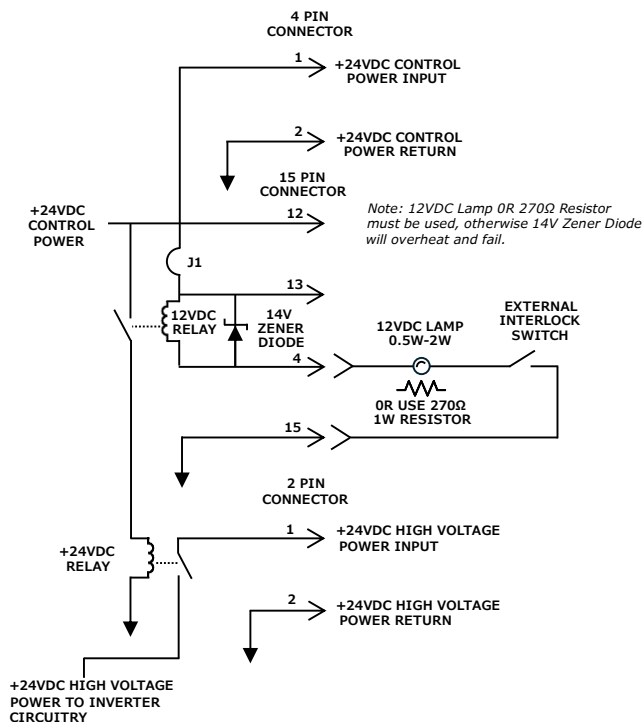 4 PIN
CONNECTOR
1
+24VDC CONTROL
POWER INPUT
2
+24VDC CONTROL
POWER RETURN
15 PIN
CONNECTOR
+24VDC
CONTROL
POWER
12
Note: 12VDC Lamp 0R 270Ω Resistor
must be used, otherwise 14V Zener Diode
will overheat and fail.
J1
13
12VDC
RELAY
14V
ZENER
DIODE
4
12VDC LAMP
0.5W-2W
EXTERNAL
INTERLOCK
SWITCH
0R USE 270Ω
1W RESISTOR
15
2 PIN
CONNECTOR
1
+24VDC HIGH VOLTAGE
POWER INPUT
+24VDC
RELAY
2
+24VDC HIGH VOLTAGE
POWER RETURN
+24VDC HIGH VOLTAGE
POWER TO INVERTER
CIRCUITRY